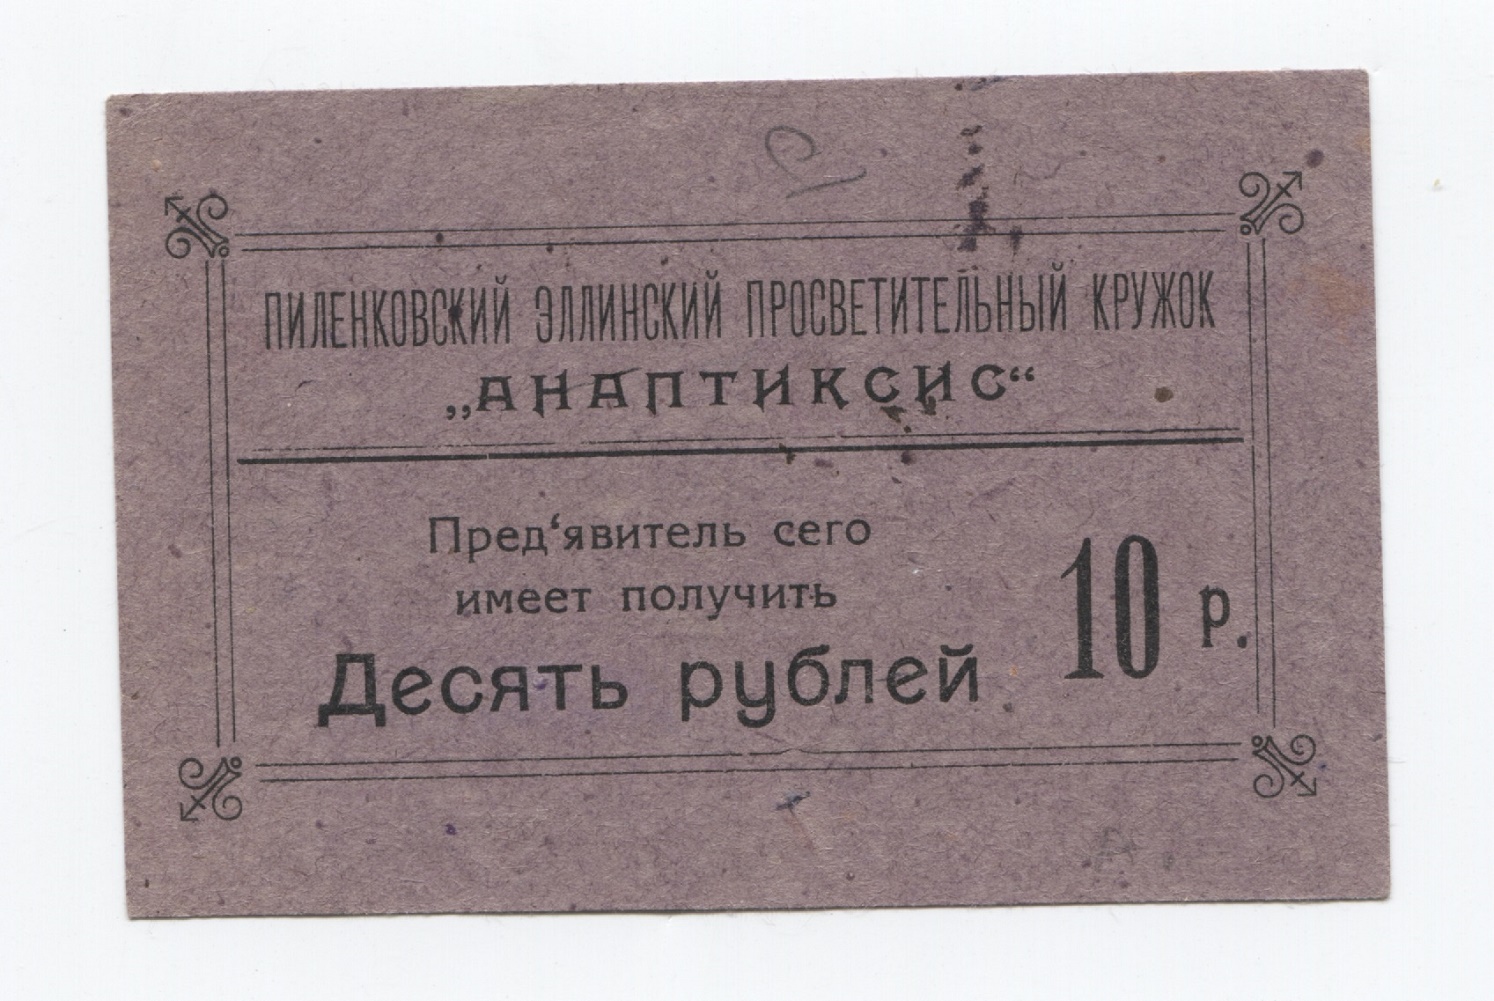 ПИЛЕНКОВСКИЙ ЭЛЛИНСКИЙ ПРОСВЕТИТЕЛЬНЫЙ КРУЖОК
„АНАПТИКСИС“
Пред‘явитель сего
имеет получить
Десять рублей
10 р.